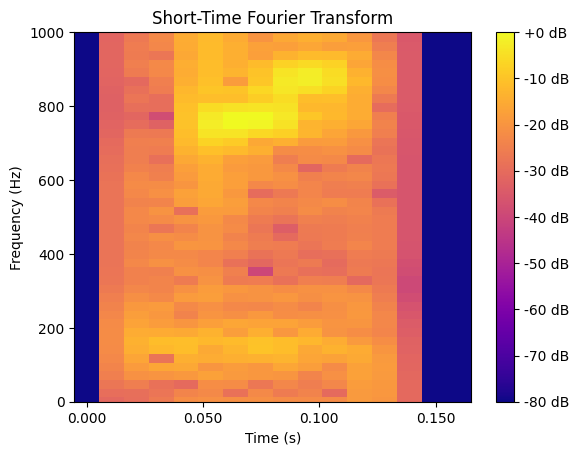 Short-Time Fourier Transform
1000
800
600
400
200
0
Frequency (Hz)
0.000
0.050
0.100
0.150
Time (s)
+0 dB
-10 dB
-20 dB
-30 dB
-40 dB
-50 dB
-60 dB
-70 dB
-80 dB